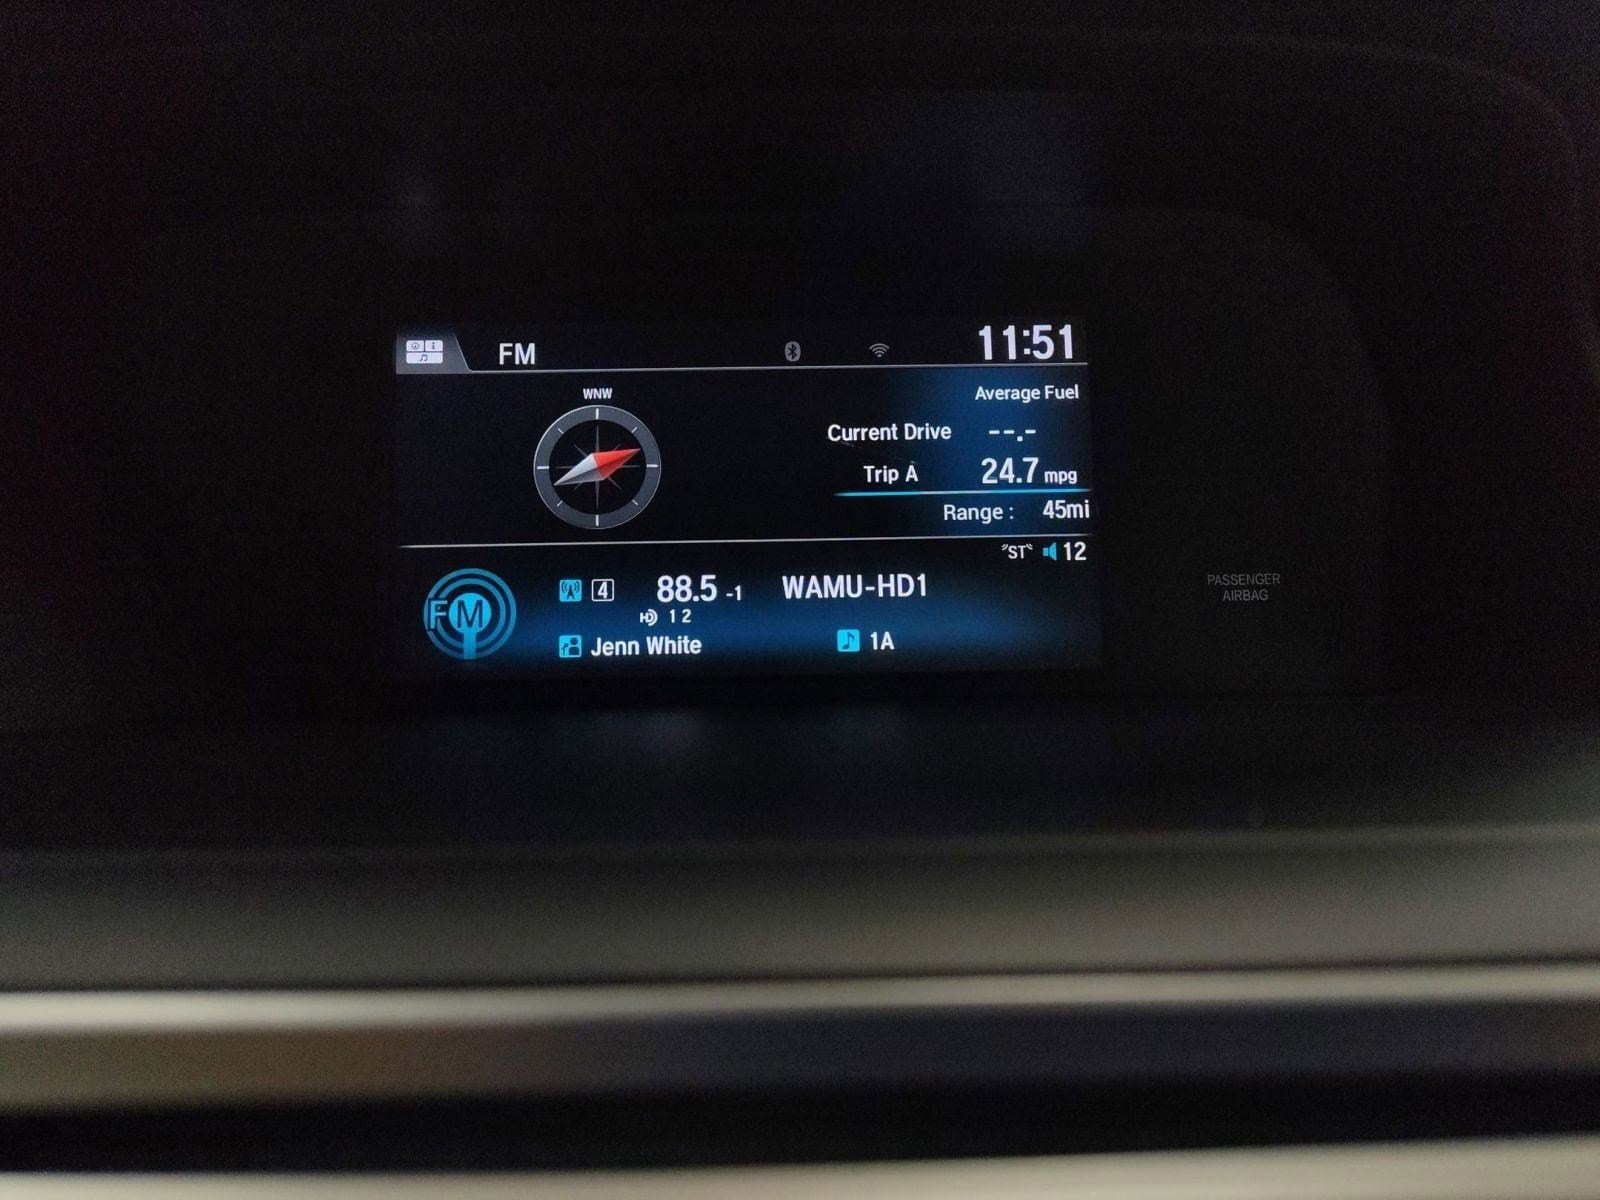 FM 11:51
WNW
Average Fuel
Current Drive --.-
Trip A 24.7 mpg
Range : 45mi
"ST" 12
FM
4 88.5 -1 WAMU-HD1
HD 1 2
Jenn White 1A
PASSENGER
AIRBAG